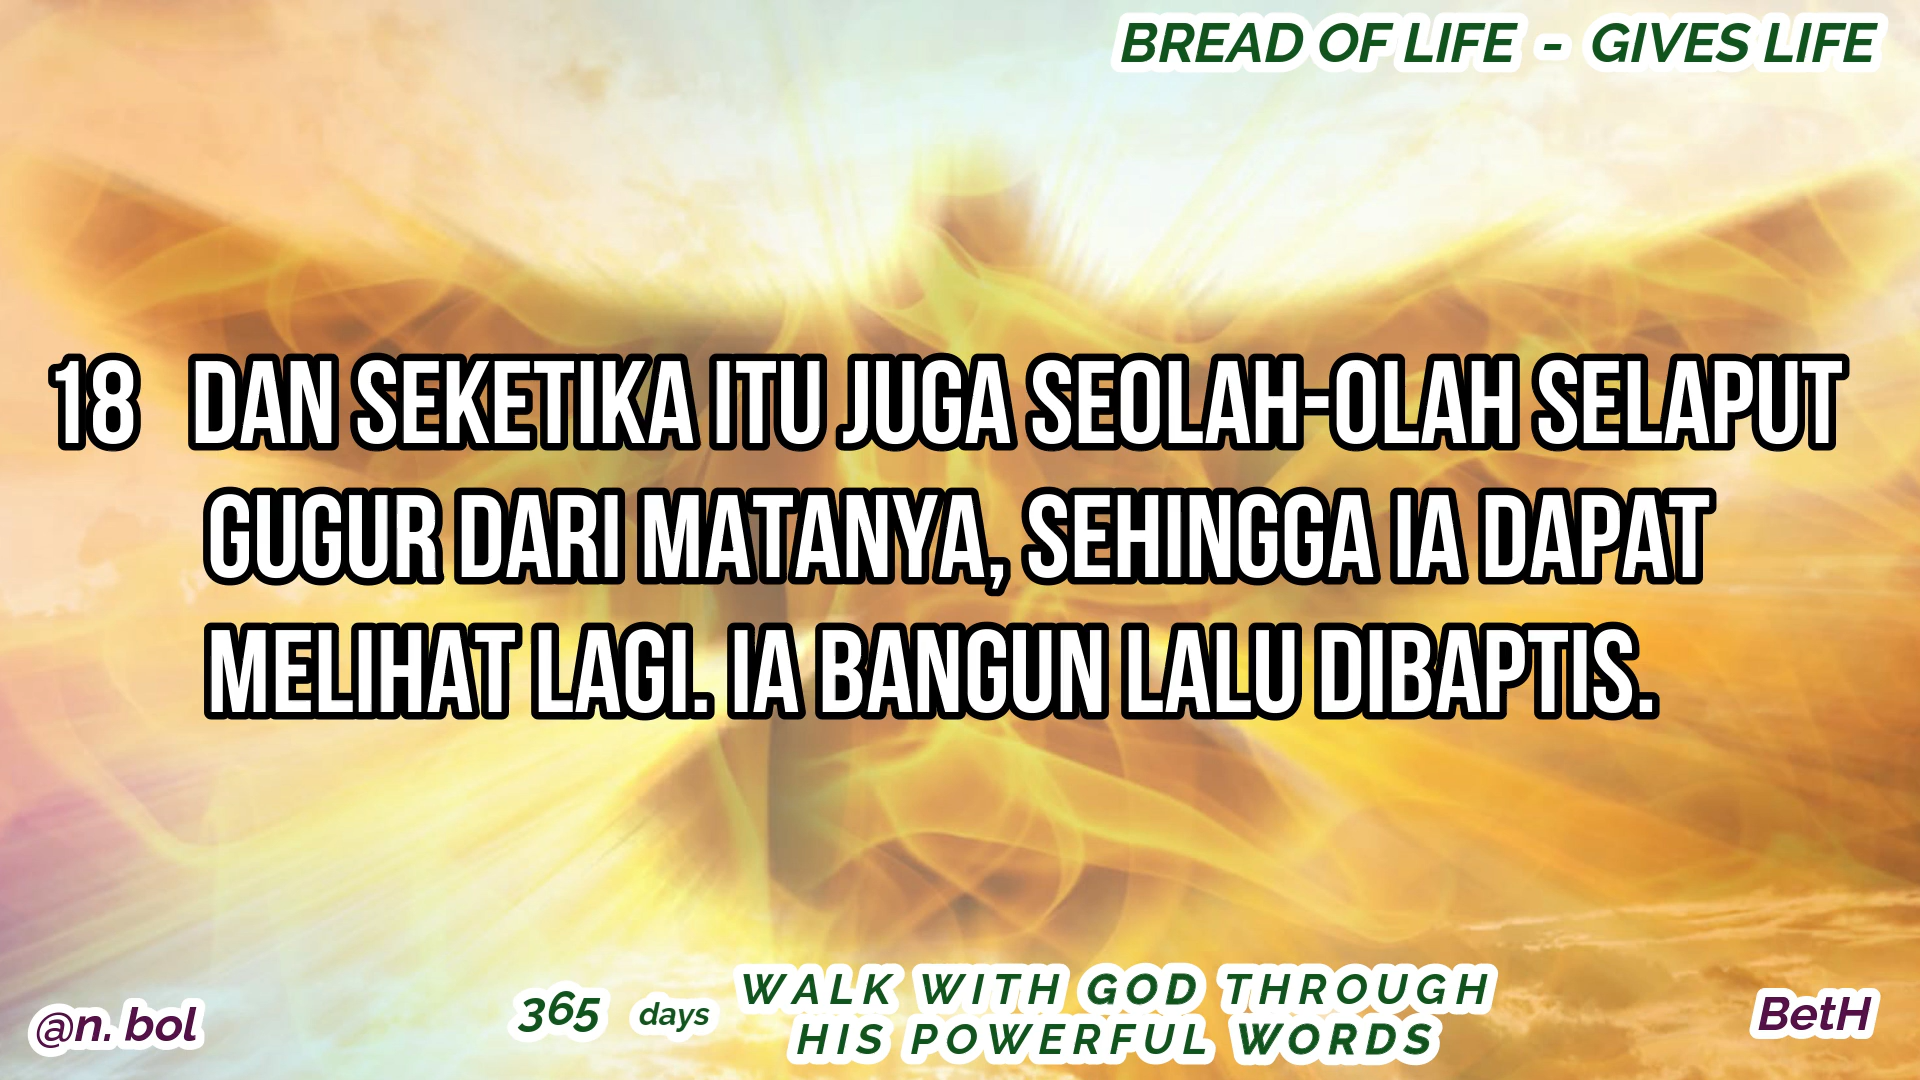 BREAD OF LIFE - GIVES LIFE
18 DAN SEKETIKA ITU JUGA SEOLAH-OLAH SELAPUT
GUGUR DARI MATANYA, SEHINGGA IA DAPAT
MELIHAT LAGI. IA BANGUN LALU DIBAPTIS.
@n. bol
365 days
WALK WITH GOD THROUGH
HIS POWERFUL WORDS
BetH